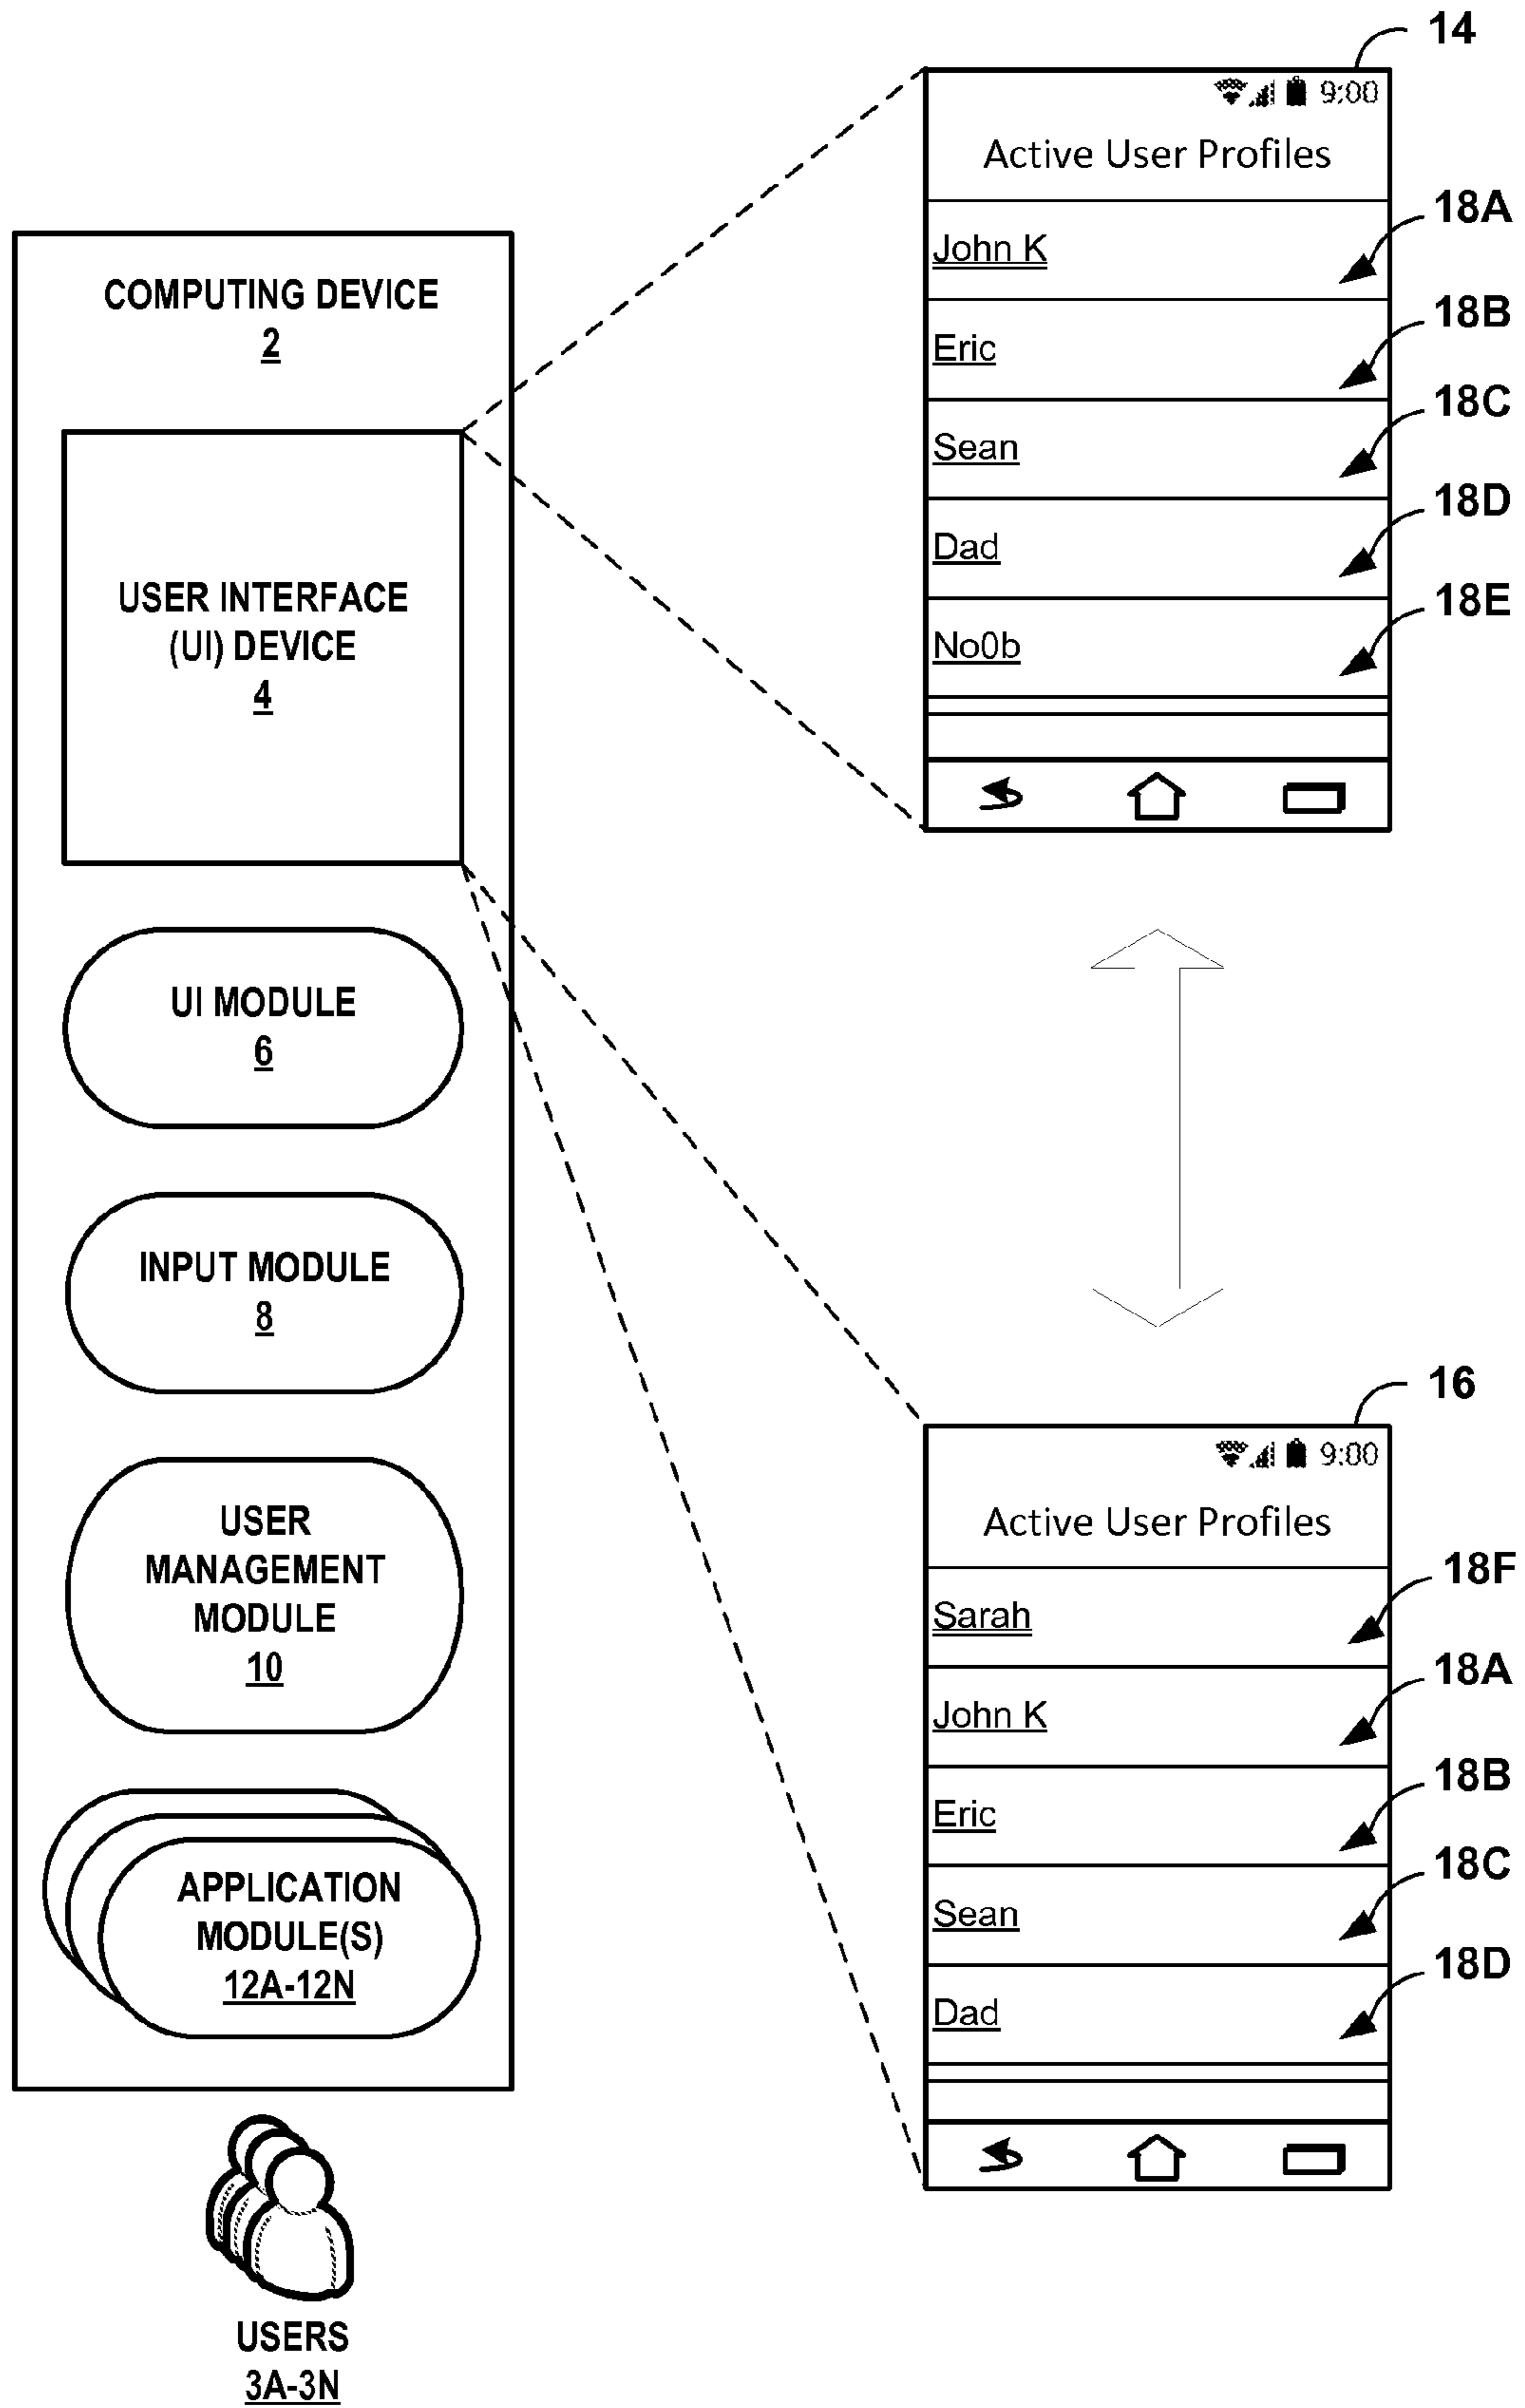 COMPUTING DEVICE
2
USER INTERFACE
(UI) DEVICE
4
UI MODULE
6
INPUT MODULE
8
USER
MANAGEMENT
MODULE
10
APPLICATION
MODULE(S)
12A-12N
USERS
3A-3N
14
9:00
Active User Profiles
18A
John K
18B
Eric
18C
Sean
18D
Dad
18E
No0b
16
9:00
Active User Profiles
18F
Sarah
18A
John K
18B
Eric
18C
Sean
18D
Dad